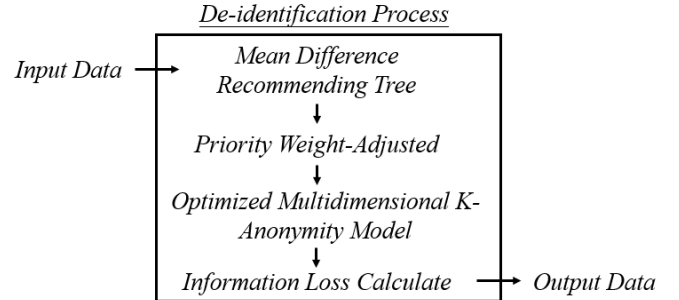 De-identification Process
Input Data
Mean Difference
Recommending Tree
Priority Weight-Adjusted
Optimized Multidimensional K-
Anonymity Model
Information Loss Calculate
Output Data